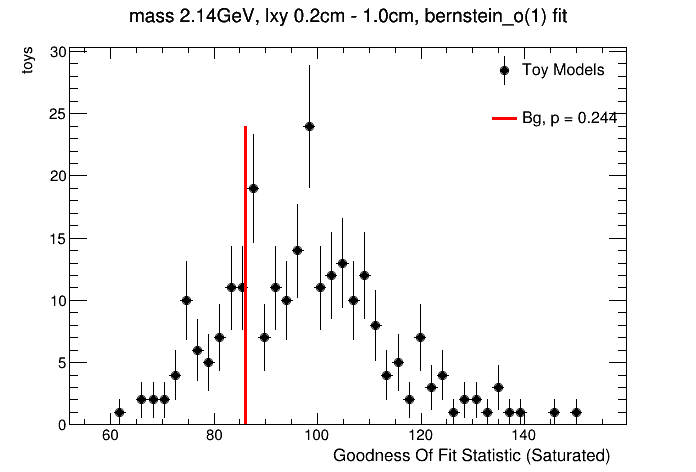 mass 2.14GeV, lxy 0.2cm - 1.0cm, bernstein_o(1) fit
toys
30
25
20
15
10
5
0
Toy Models
Bg, p = 0.244
60 80 100 120 140
Goodness Of Fit Statistic (Saturated)